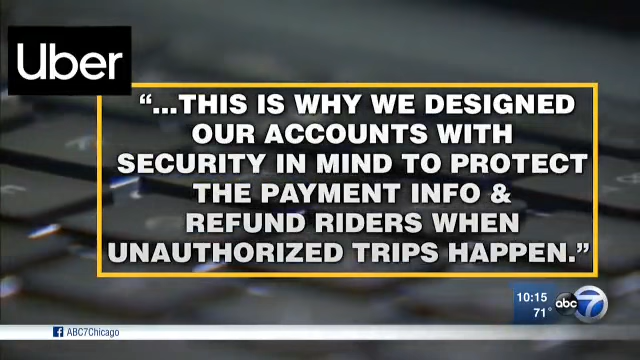 Uber
“...THIS IS WHY WE DESIGNED
OUR ACCOUNTS WITH
SECURITY IN MIND TO PROTECT
THE PAYMENT INFO &
REFUND RIDERS WHEN
UNAUTHORIZED TRIPS HAPPEN.”
10:15
71°
abc 7
f ABC7Chicago